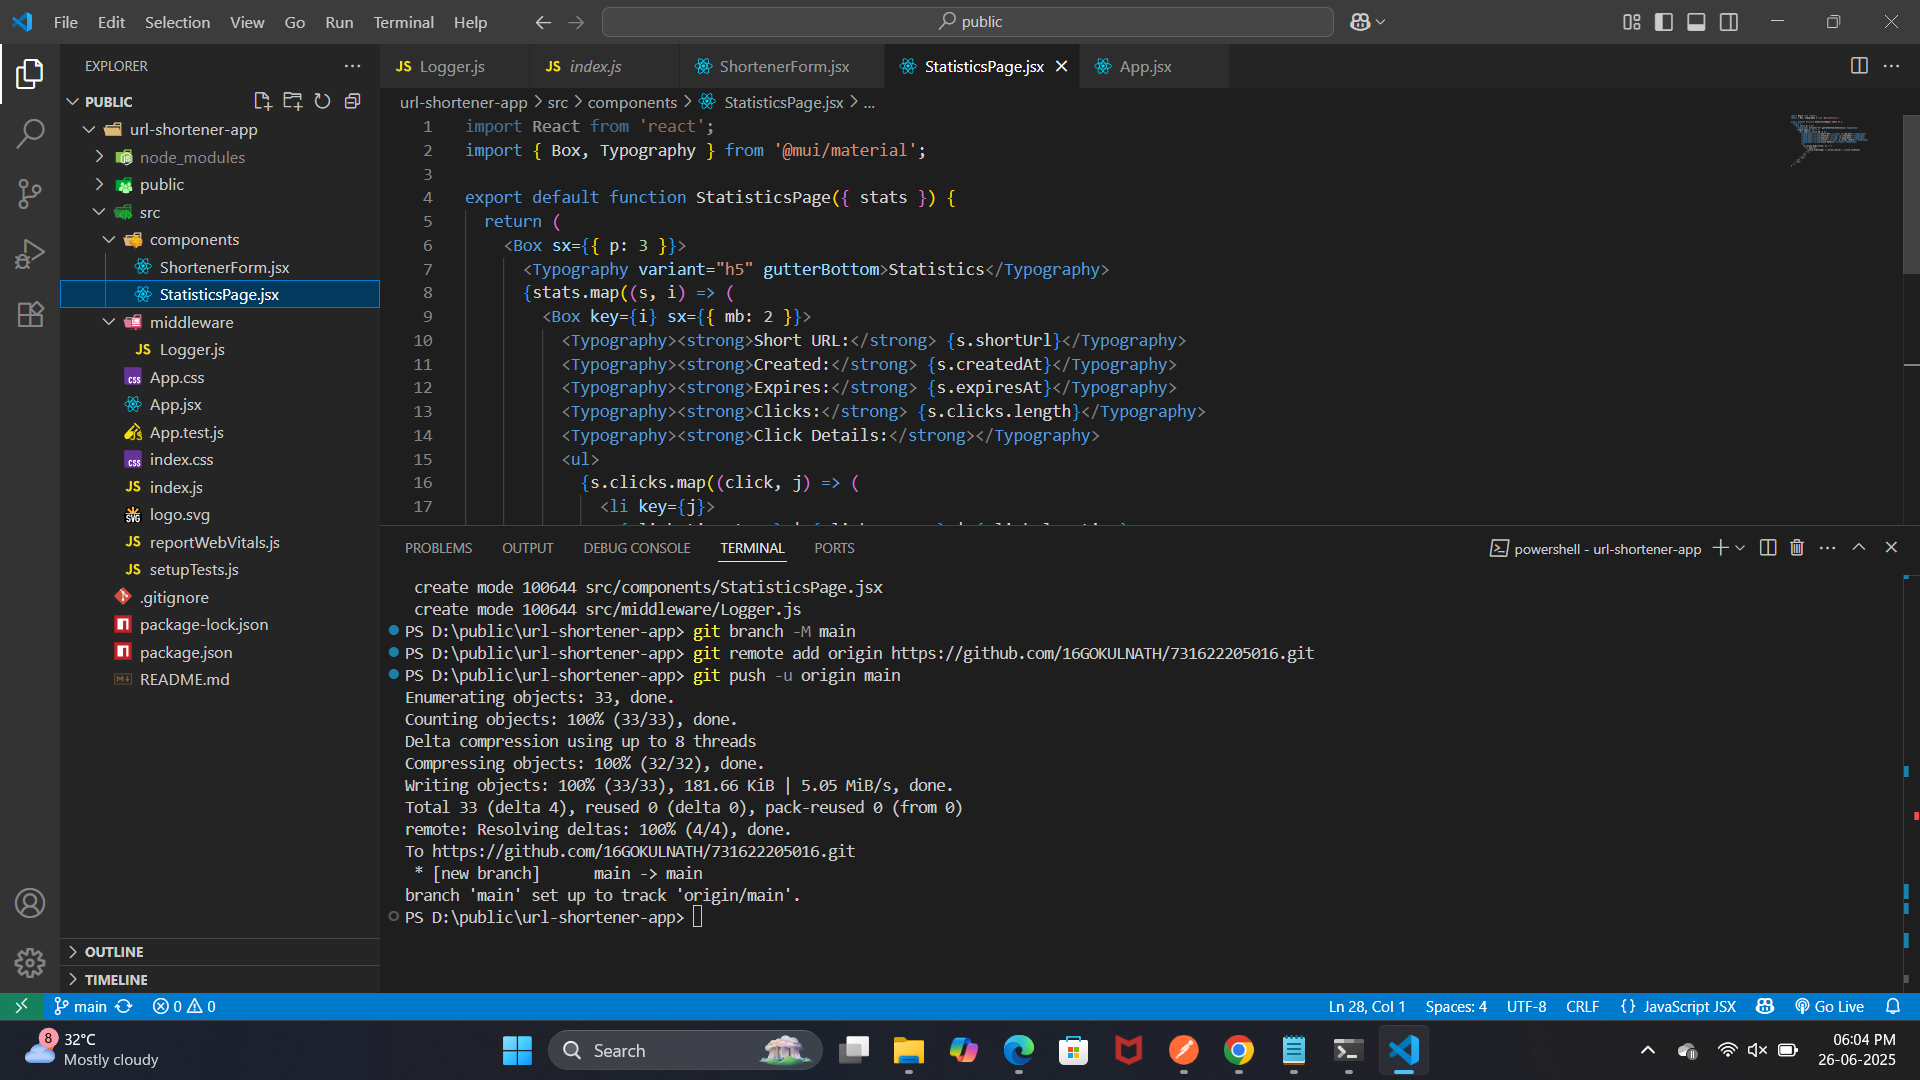 File Edit Selection View Go Run Terminal Help
public
EXPLORER
PUBLIC
url-shortener-app
node_modules
public
src
components
ShortenerForm.jsx
StatisticsPage.jsx
middleware
JS Logger.js
App.css
App.jsx
App.test.js
index.css
JS index.js
logo.svg
JS reportWebVitals.js
JS setupTests.js
.gitignore
package-lock.json
package.json
README.md
OUTLINE
TIMELINE
JS Logger.js
JS index.js
ShortenerForm.jsx
StatisticsPage.jsx
App.jsx
url-shortener-app > src > components > StatisticsPage.jsx > ...
1 import React from 'react';
2 import { Box, Typography } from '@mui/material';
3
4 export default function StatisticsPage({ stats }) {
5 return (
6 <Box sx={{ p: 3 }}>
7 <Typography variant="h5" gutterBottom>Statistics</Typography>
8 {stats.map((s, i) => (
9 <Box key={i} sx={{ mb: 2 }}>
10 <Typography><strong>Short URL:</strong> {s.shortUrl}</Typography>
11 <Typography><strong>Created:</strong> {s.createdAt}</Typography>
12 <Typography><strong>Expires:</strong> {s.expiresAt}</Typography>
13 <Typography><strong>Clicks:</strong> {s.clicks.length}</Typography>
14 <Typography><strong>Click Details:</strong></Typography>
15 <ul>
16 {s.clicks.map((click, j) => (
17 <li key={j}>
PROBLEMS OUTPUT DEBUG CONSOLE TERMINAL PORTS
powershell - url-shortener-app
create mode 100644 src/components/StatisticsPage.jsx
create mode 100644 src/middleware/Logger.js
PS D:\public\url-shortener-app> git branch -M main
PS D:\public\url-shortener-app> git remote add origin https://github.com/16GOKULNATH/731622205016.git
PS D:\public\url-shortener-app> git push -u origin main
Enumerating objects: 33, done.
Counting objects: 100% (33/33), done.
Delta compression using up to 8 threads
Compressing objects: 100% (32/32), done.
Writing objects: 100% (33/33), 181.66 KiB | 5.05 MiB/s, done.
Total 33 (delta 4), reused 0 (delta 0), pack-reused 0 (from 0)
remote: Resolving deltas: 100% (4/4), done.
To https://github.com/16GOKULNATH/731622205016.git
* [new branch] main -> main
branch 'main' set up to track 'origin/main'.
PS D:\public\url-shortener-app>
main 0 0
Ln 28, Col 1 Spaces: 4 UTF-8 CRLF {} JavaScript JSX Go Live
8
32°C
Mostly cloudy
Search
06:04 PM
26-06-2025